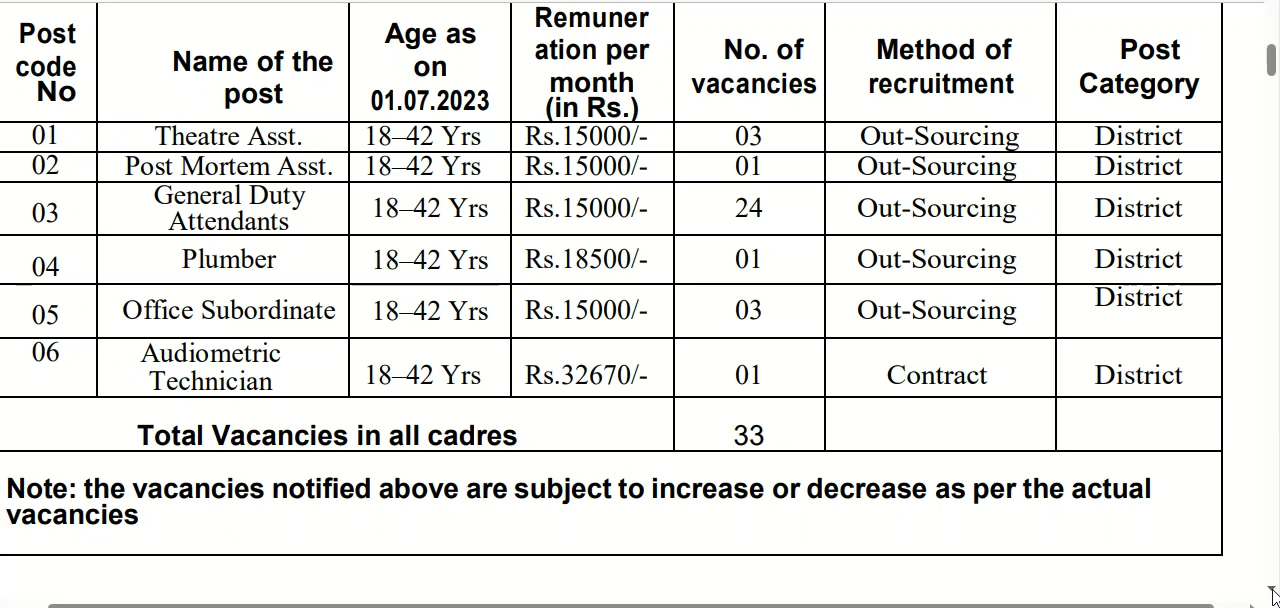 Post code No
Name of the post
Age as on 01.07.2023
Remuner ation per month (in Rs.)
No. of vacancies
Method of recruitment
Post Category
01 Theatre Asst. 18–42 Yrs Rs.15000/- 03 Out-Sourcing District
02 Post Mortem Asst. 18–42 Yrs Rs.15000/- 01 Out-Sourcing District
03 General Duty Attendants 18–42 Yrs Rs.15000/- 24 Out-Sourcing District
04 Plumber 18–42 Yrs Rs.18500/- 01 Out-Sourcing District
05 Office Subordinate 18–42 Yrs Rs.15000/- 03 Out-Sourcing District
06 Audiometric Technician 18–42 Yrs Rs.32670/- 01 Contract District
Total Vacancies in all cadres 33
Note: the vacancies notified above are subject to increase or decrease as per the actual
vacancies